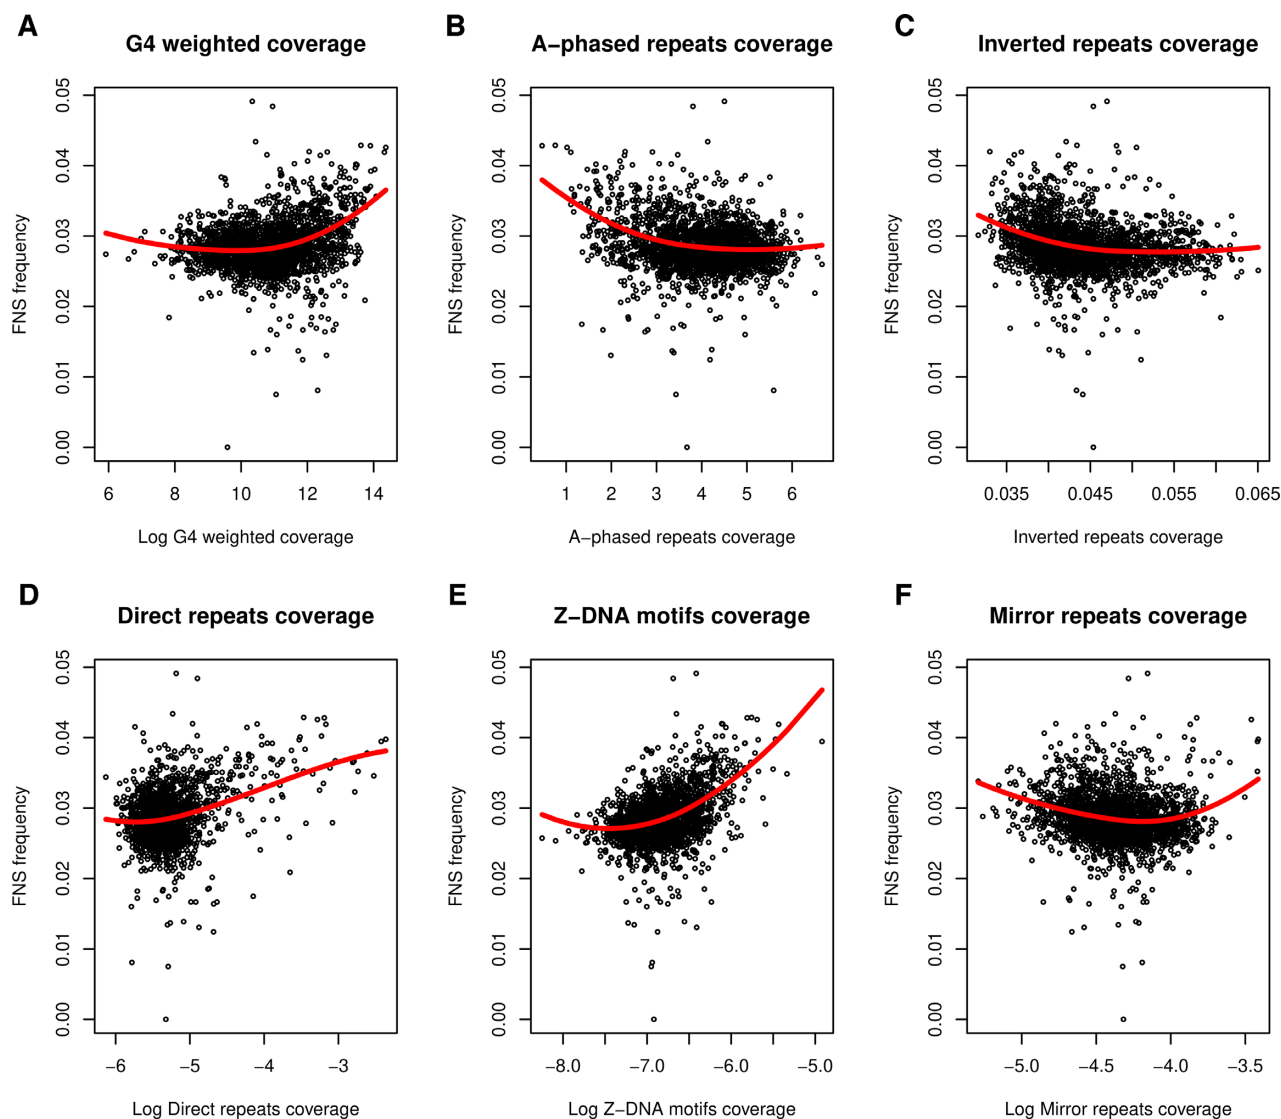 A
G4 weighted coverage
FNS frequency
0.05
0.04
0.03
0.02
0.01
0.00
6 8 10 12 14
Log G4 weighted coverage
B
A−phased repeats coverage
FNS frequency
0.05
0.04
0.03
0.02
0.01
0.00
1 2 3 4 5 6
A−phased repeats coverage
C
Inverted repeats coverage
FNS frequency
0.05
0.04
0.03
0.02
0.01
0.00
0.035 0.045 0.055 0.065
Inverted repeats coverage
D
Direct repeats coverage
FNS frequency
0.05
0.04
0.03
0.02
0.01
0.00
−6 −5 −4 −3
Log Direct repeats coverage
E
Z−DNA motifs coverage
FNS frequency
0.05
0.04
0.03
0.02
0.01
0.00
−8.0 −7.0 −6.0 −5.0
Log Z−DNA motifs coverage
F
Mirror repeats coverage
FNS frequency
0.05
0.04
0.03
0.02
0.01
0.00
−5.0 −4.5 −4.0 −3.5
Log Mirror repeats coverage